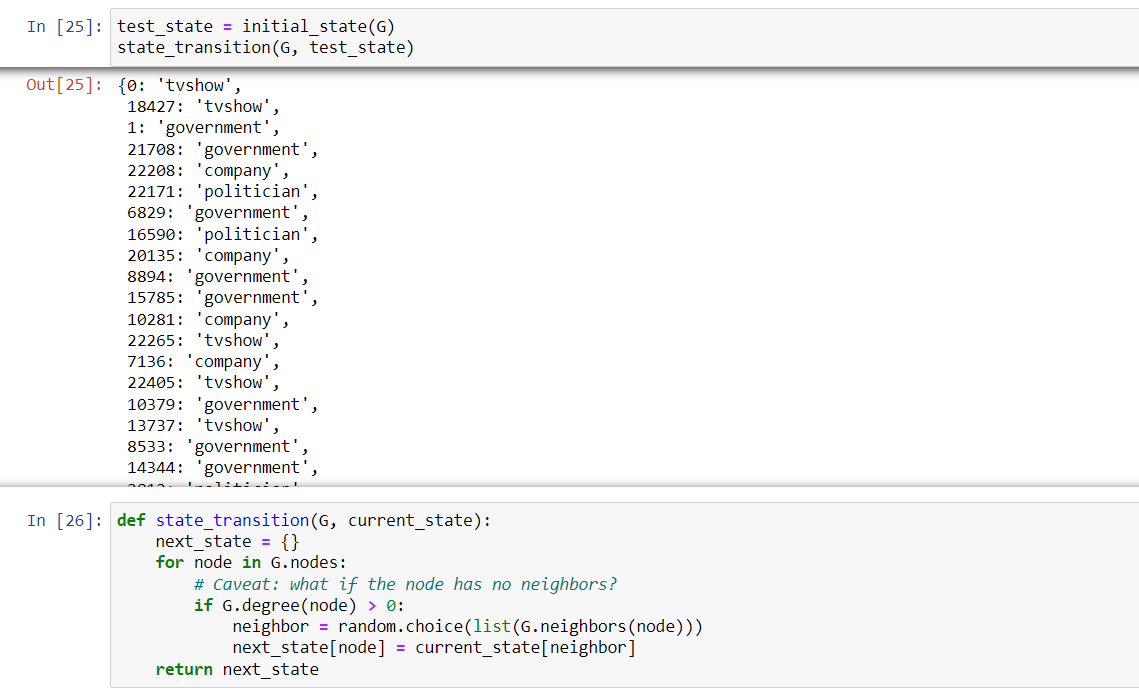 In [25]: test_state = initial_state(G)
state_transition(G, test_state)
Out[25]: {0: 'tvshow',
18427: 'tvshow',
1: 'government',
21708: 'government',
22208: 'company',
22171: 'politician',
6829: 'government',
16590: 'politician',
20135: 'company',
8894: 'government',
15785: 'government',
10281: 'company',
22265: 'tvshow',
7136: 'company',
22405: 'tvshow',
10379: 'government',
13737: 'tvshow',
8533: 'government',
14344: 'government',
In [26]: def state_transition(G, current_state):
next_state = {}
for node in G.nodes:
# Caveat: what if the node has no neighbors?
if G.degree(node) > 0:
neighbor = random.choice(list(G.neighbors(node)))
next_state[node] = current_state[neighbor]
return next_state